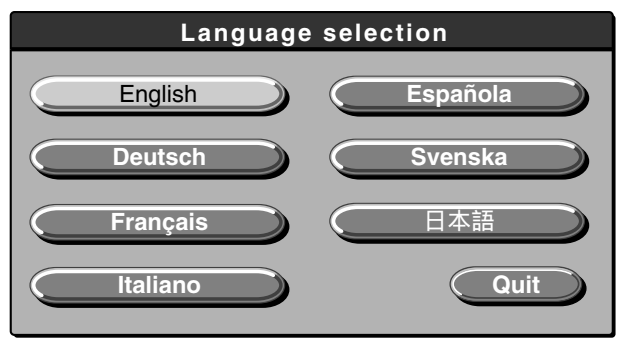 Language selection
English
Española
Deutsch
Svenska
Français
日本語
Italiano
Quit